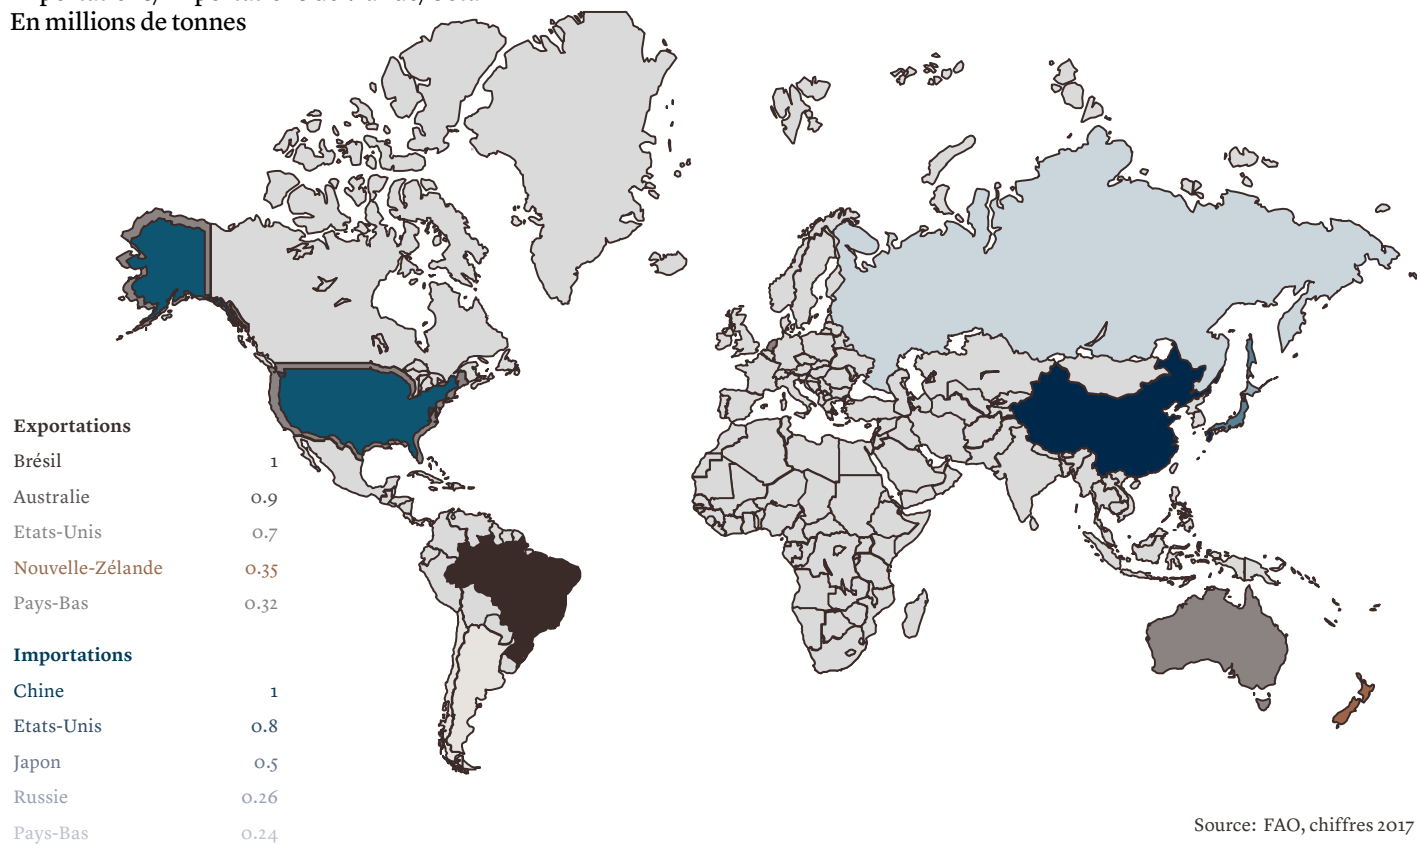 En millions de tonnes
Exportations
Brésil 1
Australie 0.9
Etats-Unis 0.7
Nouvelle-Zélande 0.35
Pays-Bas 0.32
Importations
Chine 1
Etats-Unis 0.8
Japon 0.5
Russie 0.26
Pays-Bas 0.24
Source: FAO, chiffres 2017